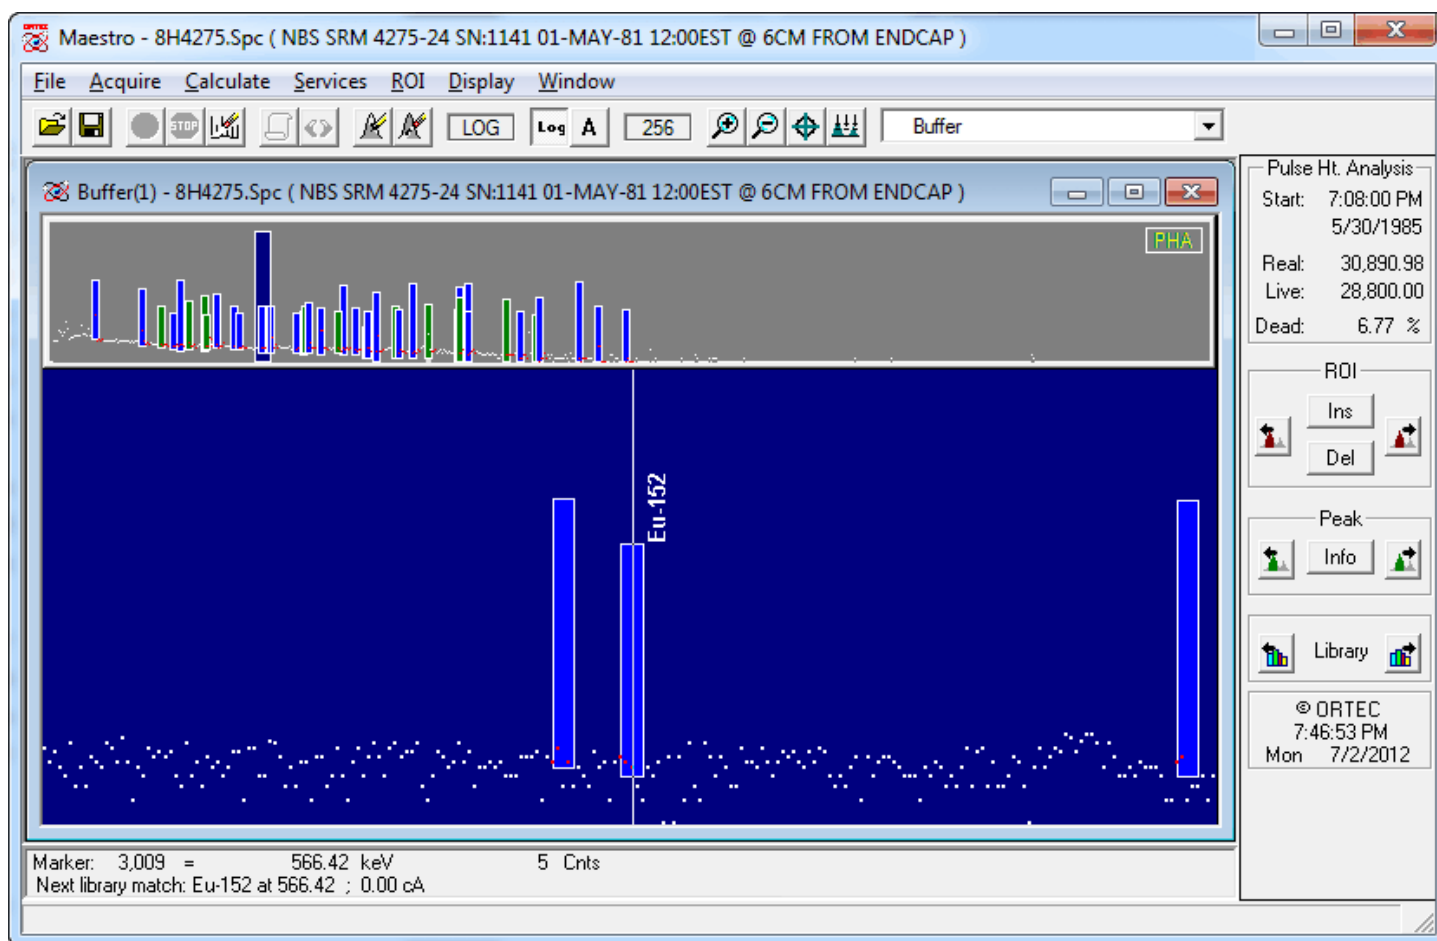 ORTEC
Maestro - 8H4275.Spc ( NBS SRM 4275-24 SN:1141 01-MAY-81 12:00EST @ 6CM FROM ENDCAP )
File Acquire Calculate Services ROI Display Window
STOP LOG Log A 256 Buffer
Buffer(1) - 8H4275.Spc ( NBS SRM 4275-24 SN:1141 01-MAY-81 12:00EST @ 6CM FROM ENDCAP )
PHA
Eu-152
Pulse Ht. Analysis
Start: 7:08:00 PM
5/30/1985
Real: 30,890.98
Live: 28,800.00
Dead: 6.77 %
ROI
Ins
Del
Peak
Info
Library
© ORTEC
7:46:53 PM
Mon 7/2/2012
Marker: 3,009 = 566.42 keV 5 Cnts
Next library match: Eu-152 at 566.42 ; 0.00 cA